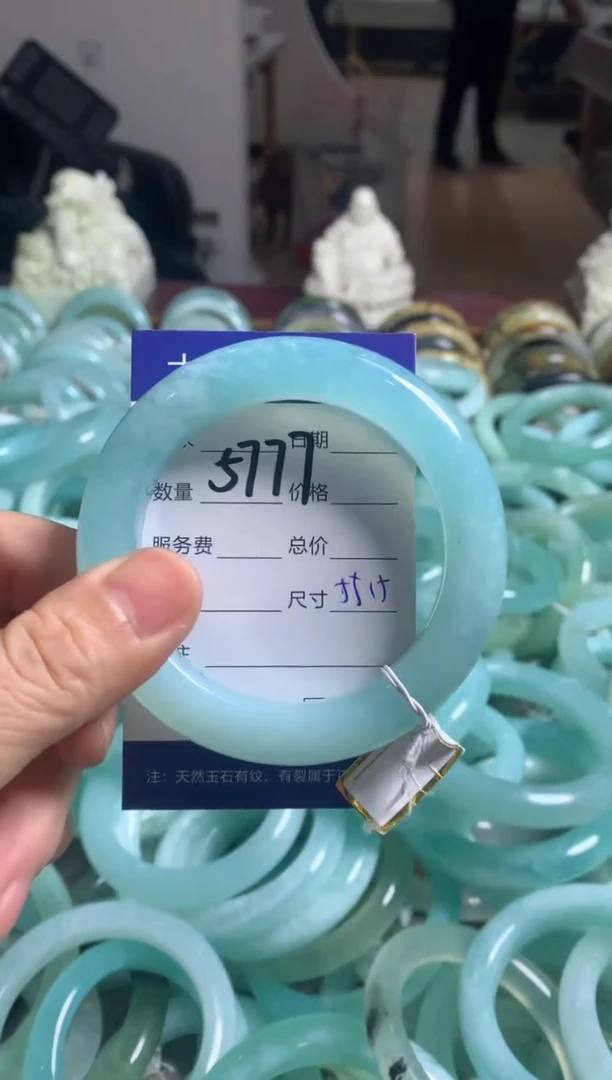 日期
5777
数量 价格
服务费 总价
尺寸
注：天然玉石有纹、有裂属于